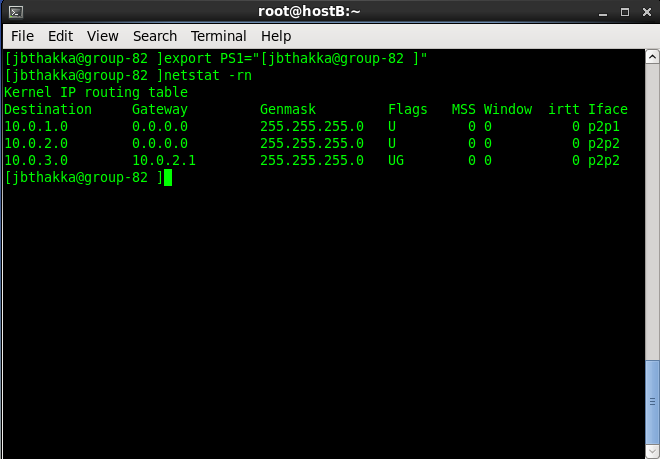 root@hostB:~
File Edit View Search Terminal Help
[jbthakka@group-82 ]export PS1="[jbthakka@group-82 ]"
[jbthakka@group-82 ]netstat -rn
Kernel IP routing table
Destination     Gateway         Genmask         Flags   MSS Window  irtt Iface
10.0.1.0        0.0.0.0         255.255.255.0   U         0 0          0 p2p1
10.0.2.0        0.0.0.0         255.255.255.0   U         0 0          0 p2p2
10.0.3.0        10.0.2.1        255.255.255.0   UG        0 0          0 p2p2
[jbthakka@group-82 ]